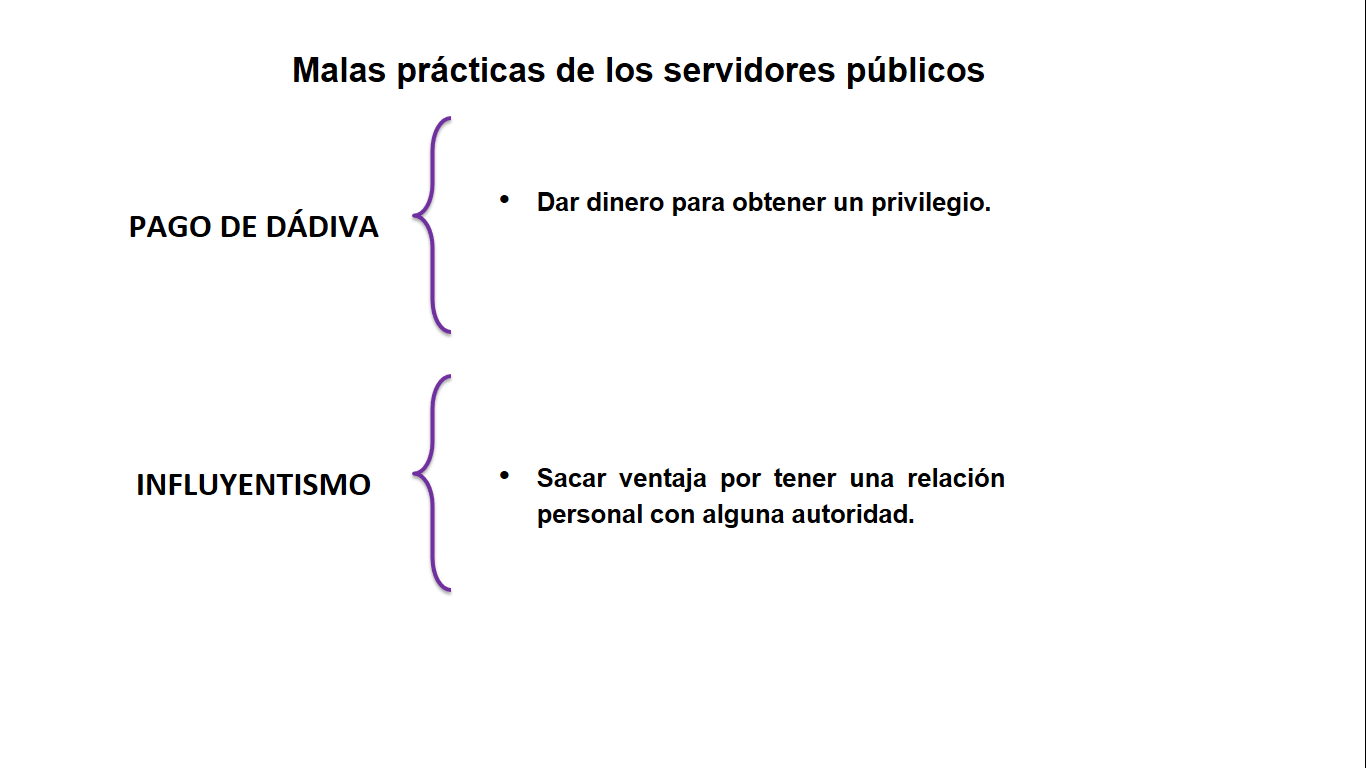 Malas prácticas de los servidores públicos
PAGO DE DÁDIVA
• Dar dinero para obtener un privilegio.
INFLUYENTISMO
• Sacar ventaja por tener una relación
personal con alguna autoridad.